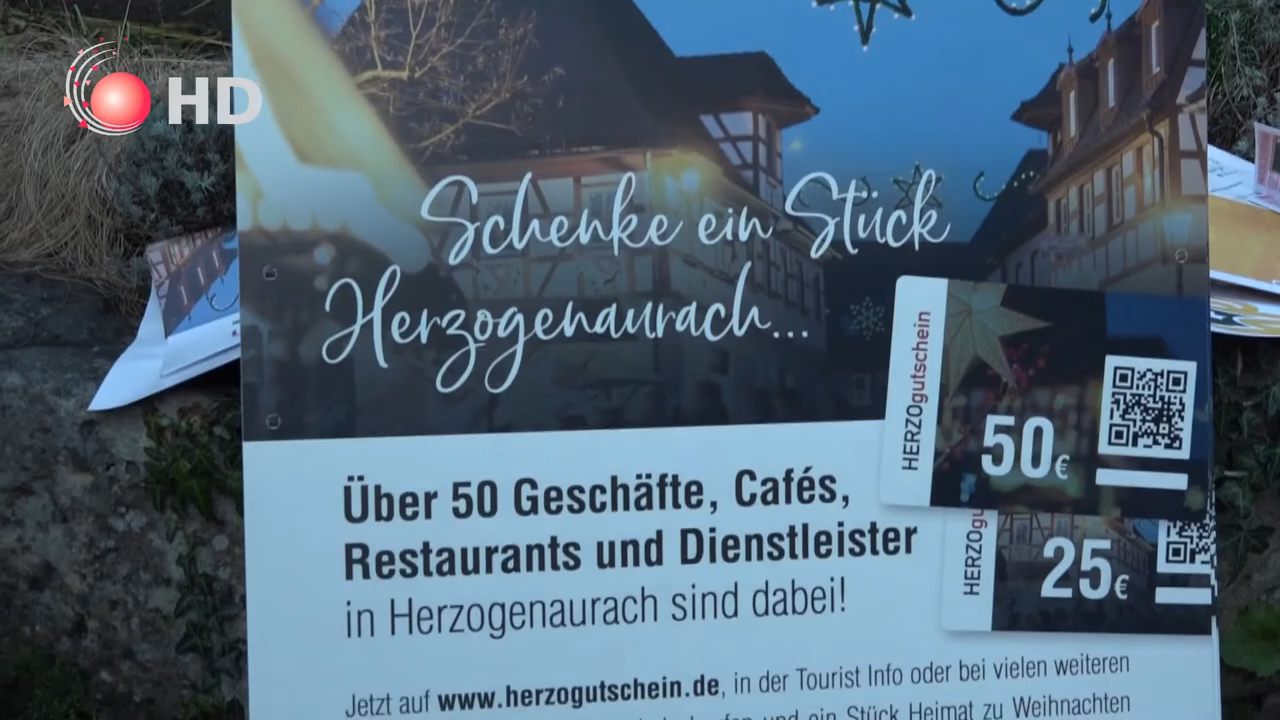 HD
Schenke ein Stück
Herzogenaurach...
HERZOgutschein
50€
HERZOgu
25€
Über 50 Geschäfte, Cafés,
Restaurants und Dienstleister
in Herzogenaurach sind dabei!
Jetzt auf www.herzogutschein.de, in der Tourist Info oder bei vielen weiteren
und ein Stück Heimat zu Weihnachten